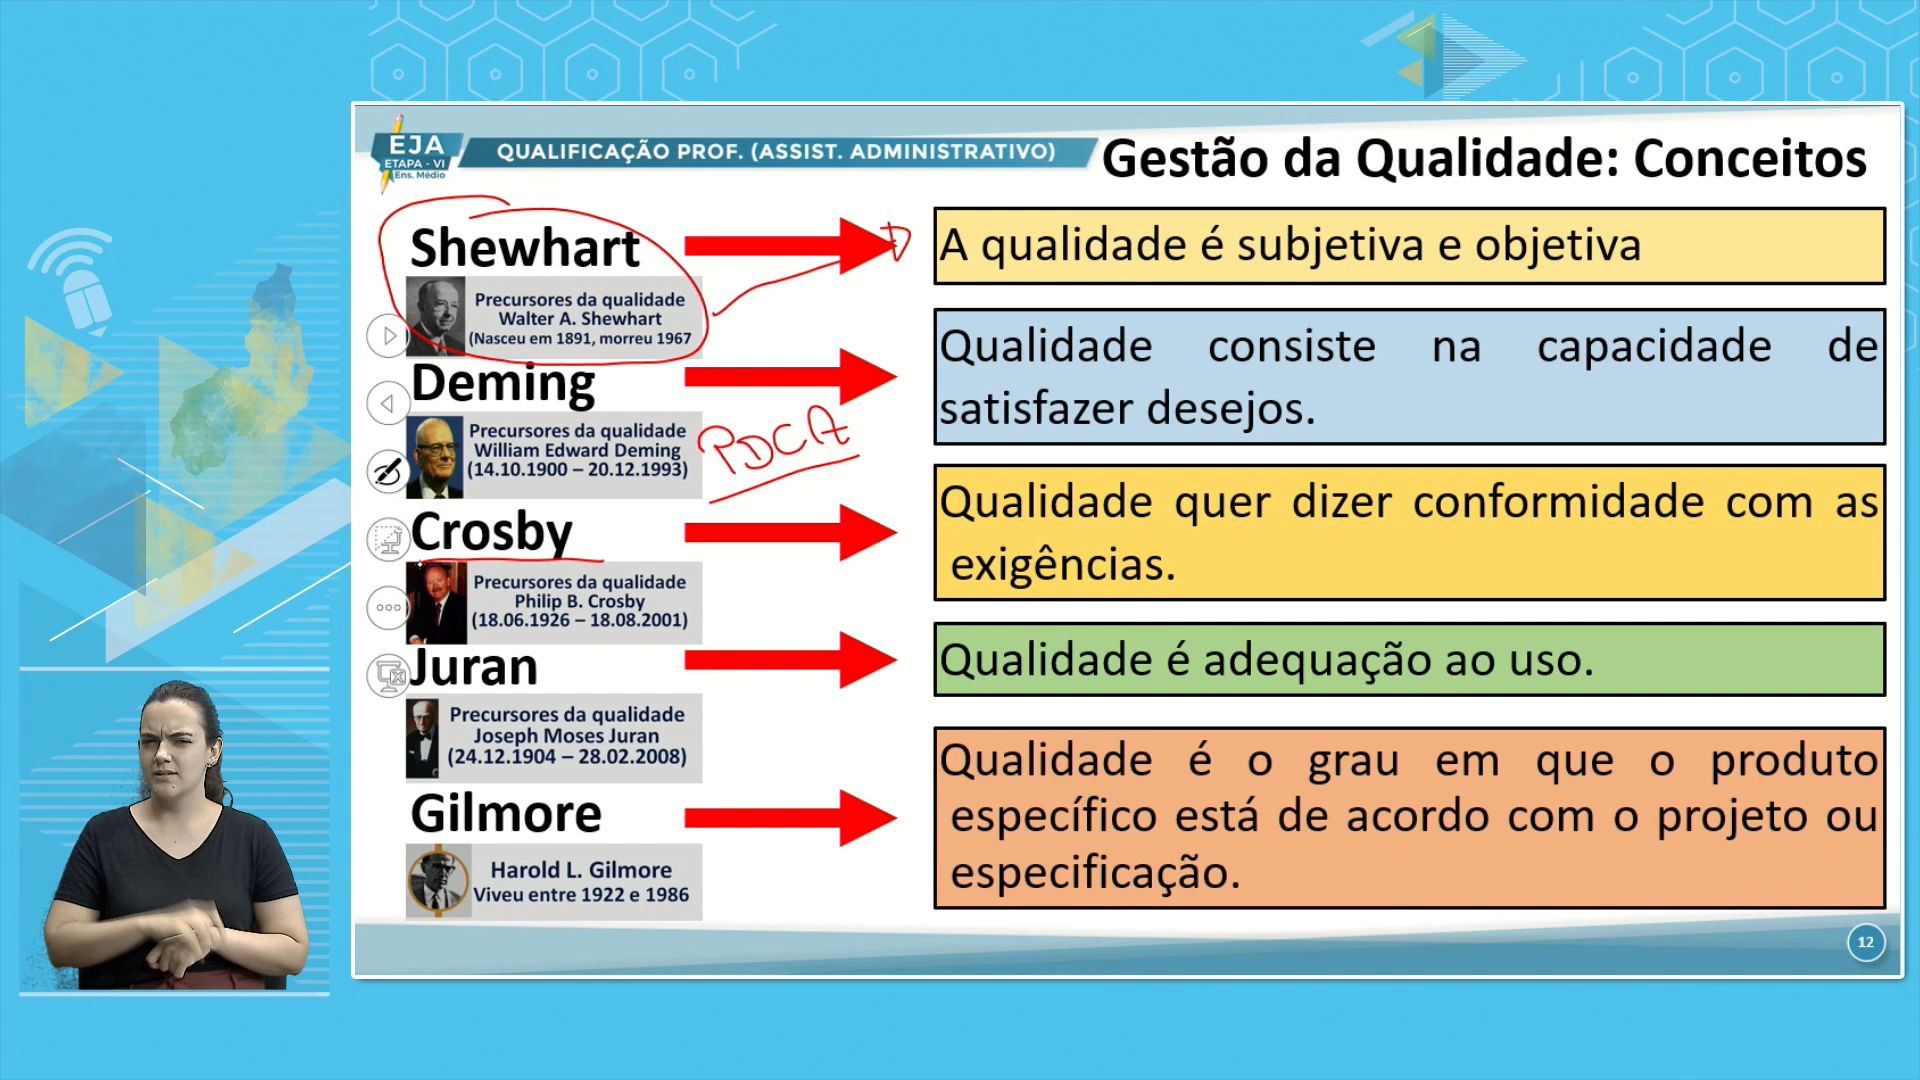 EJA
ETAPA - VI
Ens. Médio
QUALIFICAÇÃO PROF. (ASSIST. ADMINISTRATIVO)
Gestão da Qualidade: Conceitos
Shewhart
Precursores da qualidade
Walter A. Shewhart
(Nasceu em 1891, morreu 1967
A qualidade é subjetiva e objetiva
Deming
Precursores da qualidade
William Edward Deming
(14.10.1900 – 20.12.1993)
PDCA
Qualidade consiste na capacidade de
satisfazer desejos.
Crosby
Precursores da qualidade
Philip B. Crosby
(18.06.1926 – 18.08.2001)
Qualidade quer dizer conformidade com as
exigências.
Juran
Precursores da qualidade
Joseph Moses Juran
(24.12.1904 – 28.02.2008)
Qualidade é adequação ao uso.
Gilmore
Harold L. Gilmore
Viveu entre 1922 e 1986
Qualidade é o grau em que o produto
específico está de acordo com o projeto ou
especificação.
12